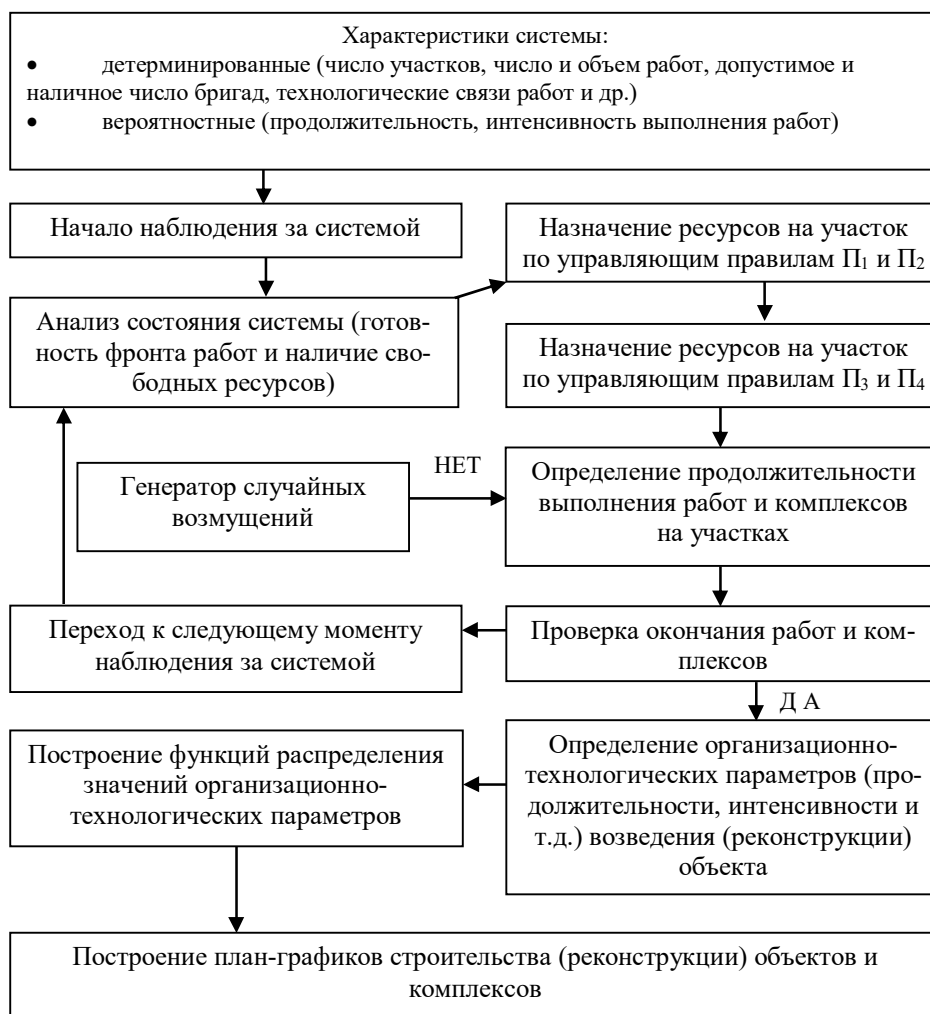 Характеристики системы:
• детерминированные (число участков, число и объем работ, допустимое и
наличное число бригад, технологические связи работ и др.)
• вероятностные (продолжительность, интенсивность выполнения работ)
Начало наблюдения за системой
Назначение ресурсов на участок
по управляющим правилам П₁ и П₂
Анализ состояния системы (готов-
ность фронта работ и наличие сво-
бодных ресурсов)
Назначение ресурсов на участок
по управляющим правилам П₃ и П₄
Генератор случайных
возмущений
НЕТ
Определение продолжительности
выполнения работ и комплексов
на участках
Переход к следующему моменту
наблюдения за системой
Проверка окончания работ и ком-
плексов
Д А
Построение функций распределения
значений организационно-
технологических параметров
Определение организационно-
технологических параметров (про-
должительности, интенсивности и
т.д.) возведения (реконструкции)
объекта
Построение план-графиков строительства (реконструкции) объектов и
комплексов